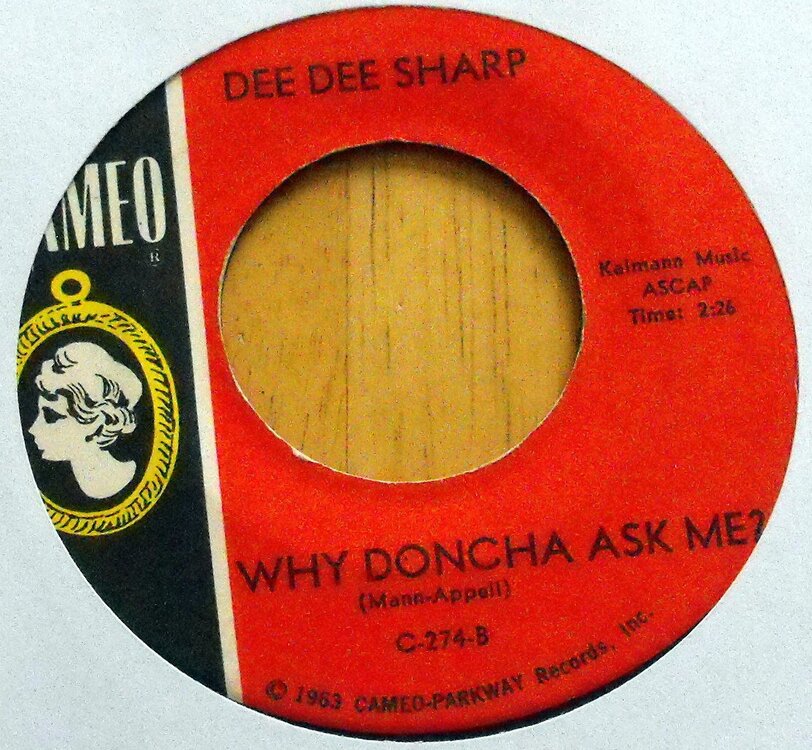 DEE DEE SHARP
AMEO
®
Kalmann Music
ASCAP
Time: 2:26
WHY DONCHA ASK ME?
(Mann-Appell)
C-274-B
© 1963 CAMEO-PARKWAY Records, Inc.